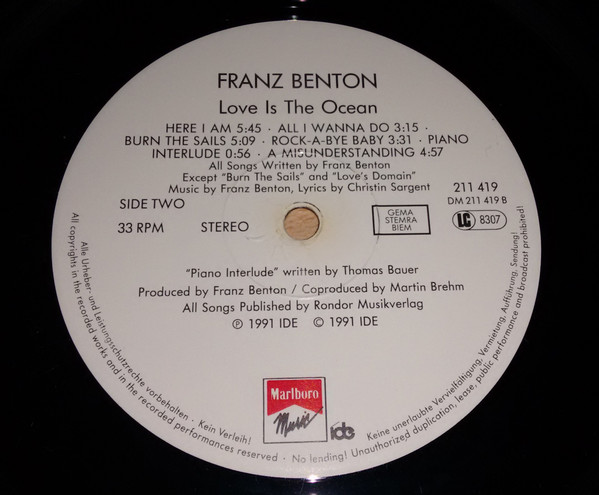 FRANZ BENTON
Love Is The Ocean
HERE I AM 5:45 · ALL I WANNA DO 3:15 ·
BURN THE SAILS 5:09 · ROCK-A-BYE BABY 3:31 · PIANO
INTERLUDE 0:56 · A MISUNDERSTANDING 4:57
All Songs Written by Franz Benton
Except "Burn The Sails" and "Love's Domain"
Music by Franz Benton, Lyrics by Christin Sargent
211 419
DM 211 419 B
SIDE TWO
33 RPM STEREO
GEMA
STEMRA
BIEM
LC 8307
"Piano Interlude" written by Thomas Bauer
Produced by Franz Benton / Coproduced by Martin Brehm
All Songs Published by Rondor Musikverlag
℗ 1991 IDE © 1991 IDE
Marlboro
Music
ide
Alle Urheber- und Leistungsschutzrechte vorbehalten · Kein Verleih! Keine unerlaubte Vervielfältigung, Vermietung, Aufführung, Sendung!
All copyrights in the recorded works and in the recorded performances reserved · No lending! Unauthorized duplication, lease, public performance and broadcast prohibited!